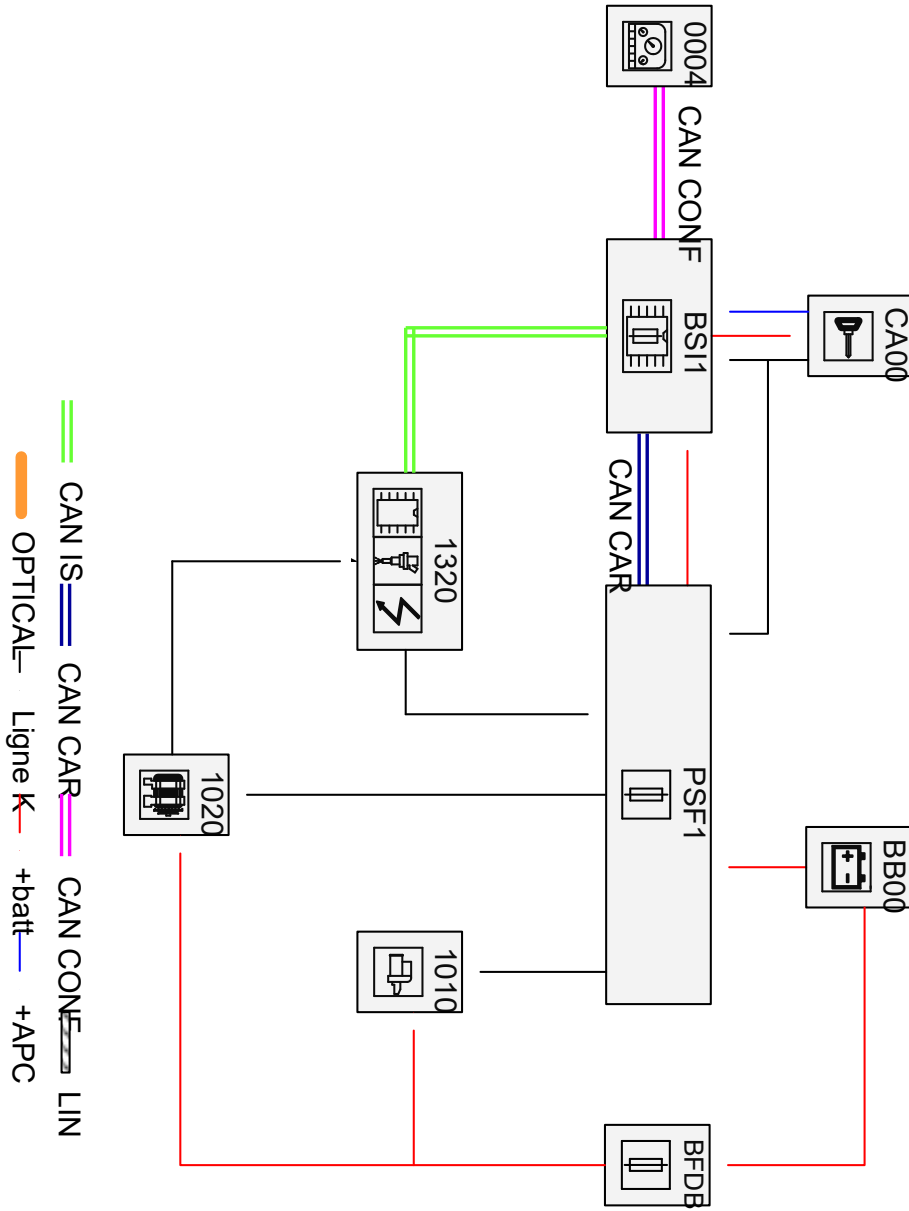 CA00
BB00
0004
CAN CONF
BSI1
PSF1
BFDB
CAN CAR
1320
1010
1020
CAN IS CAN CAR CAN CONF LIN
OPTICAL Ligne K +batt +APC